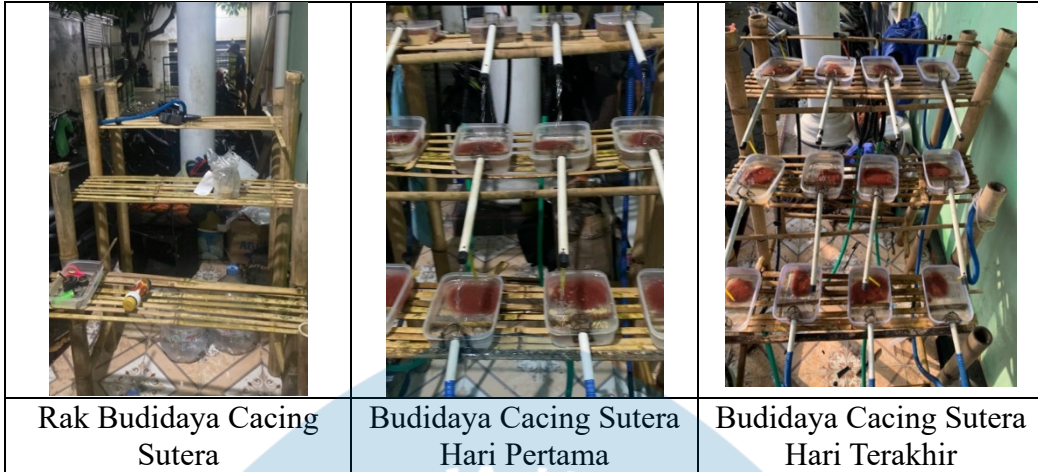 Rak Budidaya Cacing
Sutera
Budidaya Cacing Sutera
Hari Pertama
Budidaya Cacing Sutera
Hari Terakhir